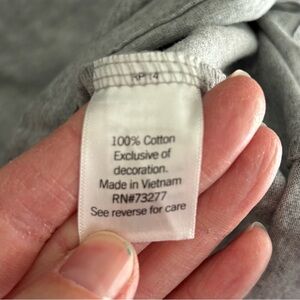 100% Cotton
Exclusive of
decoration.
Made in Vietnam
RN#73277
See reverse for care